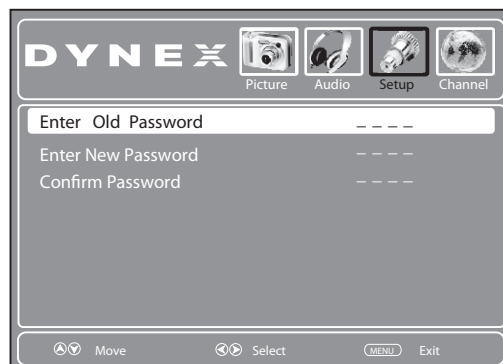 DYNEX
Picture Audio Setup Channel
Enter Old Password _ _ _ _
Enter New Password _ _ _ _
Confirm Password _ _ _ _
Move Select MENU Exit